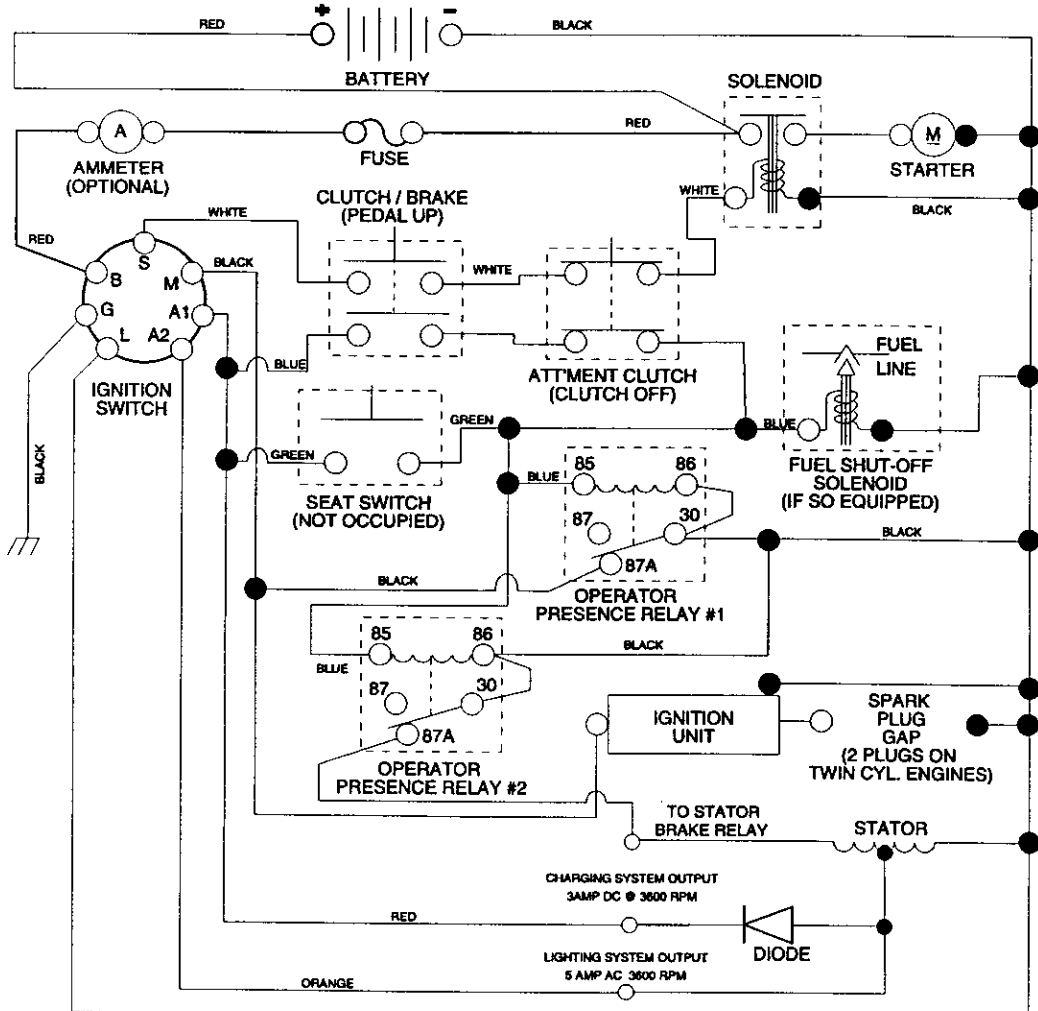 +
-
RED
BLACK
BATTERY
SOLENOID
A
RED
M
AMMETER
(OPTIONAL)
FUSE
STARTER
CLUTCH / BRAKE
(PEDAL UP)
WHITE
WHITE
BLACK
RED
S
BLACK
WHITE
B
M
G
A1
L
A2
BLUE
IGNITION
SWITCH
ATT'MENT CLUTCH
(CLUTCH OFF)
FUEL
LINE
GREEN
BLUE
BLACK
GREEN
SEAT SWITCH
(NOT OCCUPIED)
FUEL SHUT-OFF
SOLENOID
(IF SO EQUIPPED)
BLUE
85
86
87
30
BLACK
87A
BLACK
OPERATOR
PRESENCE RELAY #1
85
86
BLACK
BLUE
87
30
87A
IGNITION
UNIT
SPARK
PLUG
GAP
(2 PLUGS ON
TWIN CYL. ENGINES)
OPERATOR
PRESENCE RELAY #2
TO STATOR
BRAKE RELAY
STATOR
CHARGING SYSTEM OUTPUT
3AMP DC @ 3600 RPM
RED
DIODE
LIGHTING SYSTEM OUTPUT
5 AMP AC 3600 RPM
ORANGE